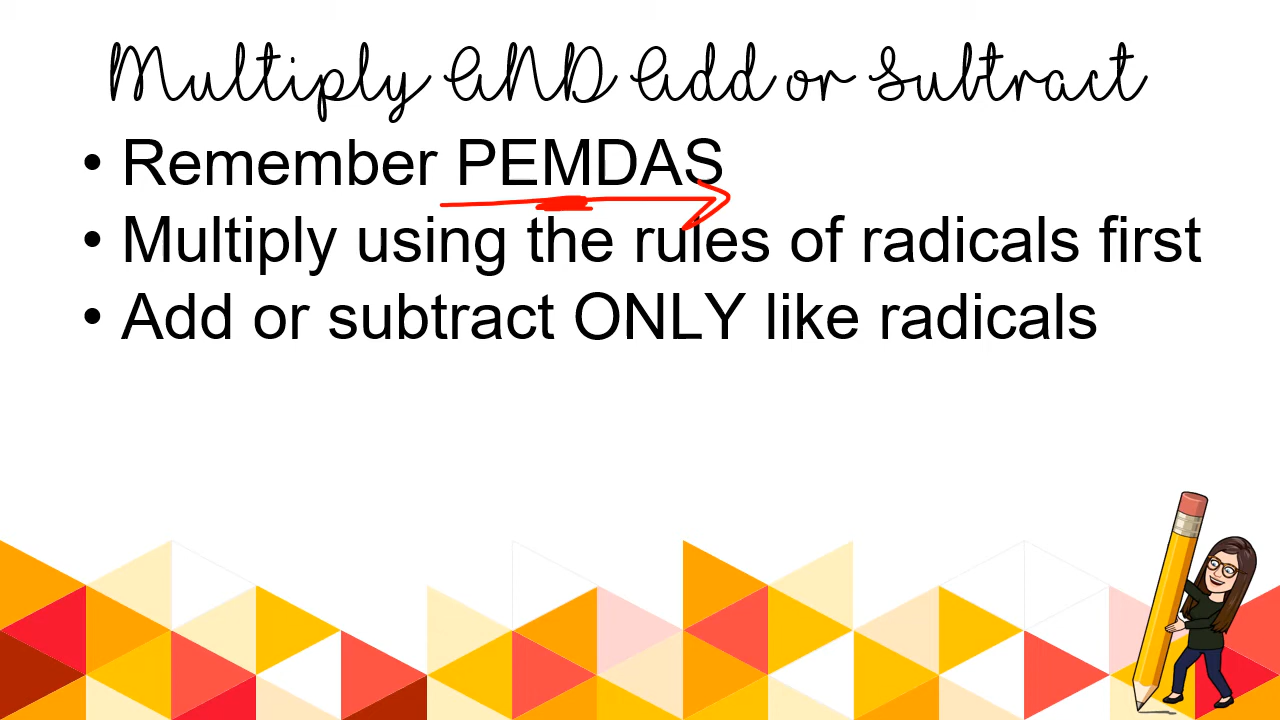 Multiply AND Add or Subtract
• Remember PEMDAS
• Multiply using the rules of radicals first
• Add or subtract ONLY like radicals